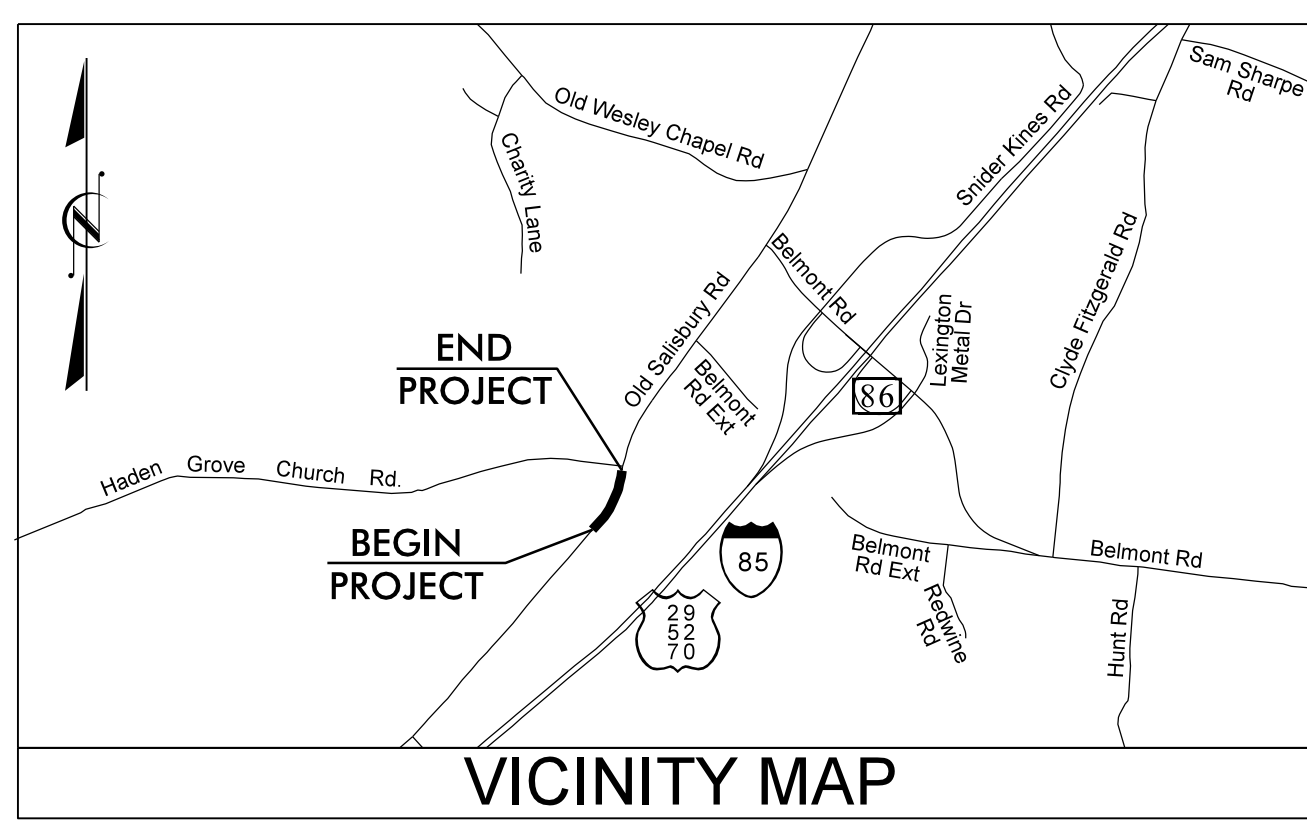 Sam Sharpe
Rd
Old Wesley Chapel Rd
Snider Kines Rd
Charity Lane
N
Belmont Rd
Clyde Fitzgerald Rd
Old Salisbury Rd
Lexington
Metal Dr
END
PROJECT
Belmont
Rd Ext
86
Haden Grove Church Rd.
BEGIN
PROJECT
85
Belmont
Rd Ext
Belmont Rd
Redwine
Rd
Hunt Rd
29
52
70
VICINITY MAP